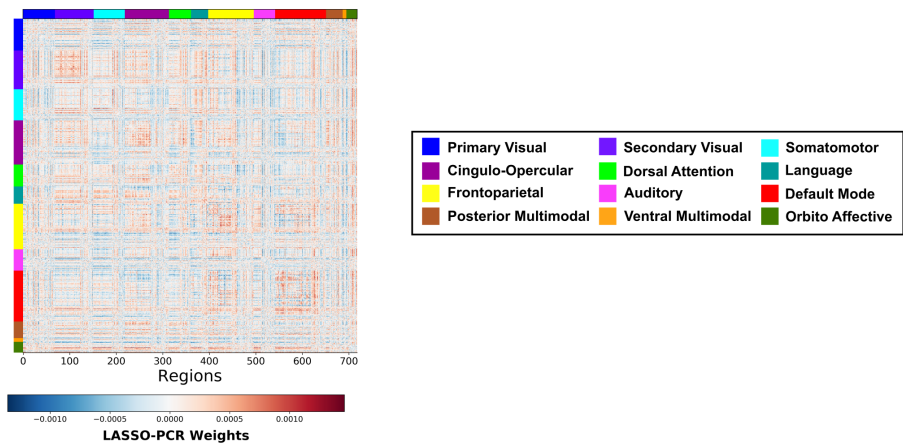 0 100 200 300 400 500 600 700
Regions
−0.0010 −0.0005 0.0000 0.0005 0.0010
LASSO-PCR Weights
Primary Visual Secondary Visual Somatomotor
Cingulo-Opercular Dorsal Attention Language
Frontoparietal Auditory Default Mode
Posterior Multimodal Ventral Multimodal Orbito Affective